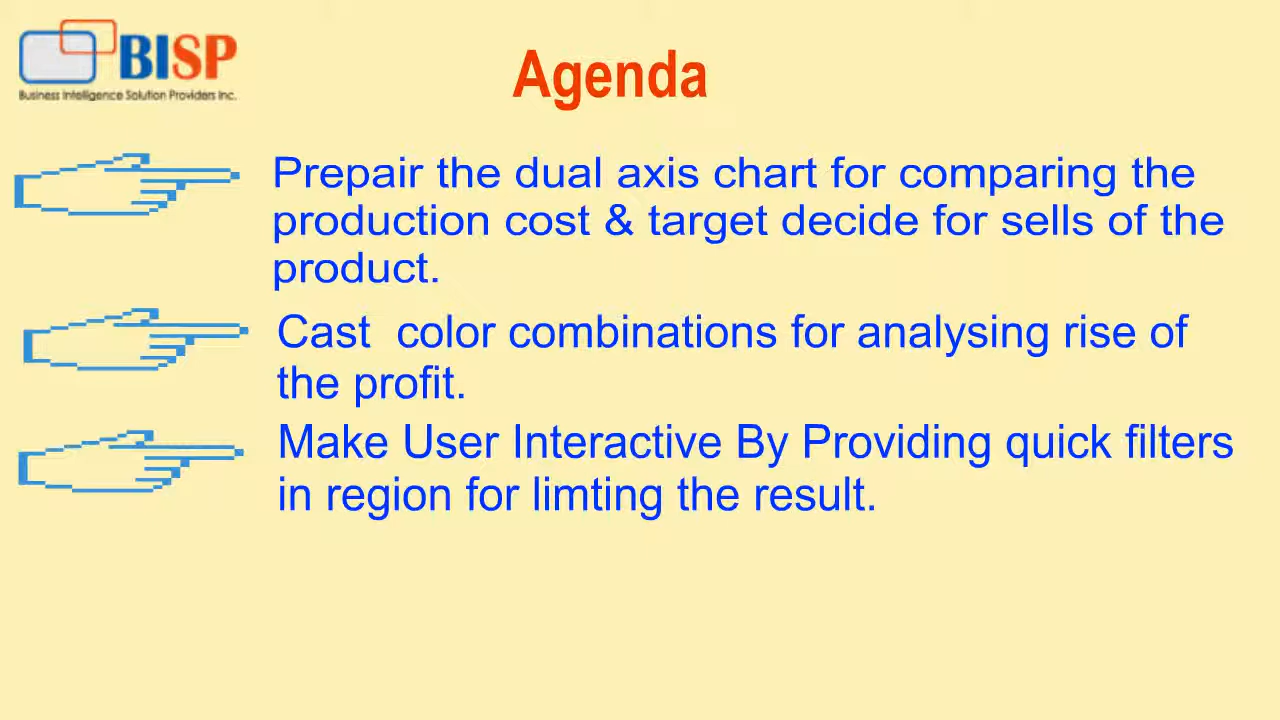 BISP
Business Intelligence Solution Providers Inc.
Agenda
Prepair the dual axis chart for comparing the
production cost & target decide for sells of the
product.
Cast  color combinations for analysing rise of
the profit.
Make User Interactive By Providing quick filters
in region for limting the result.